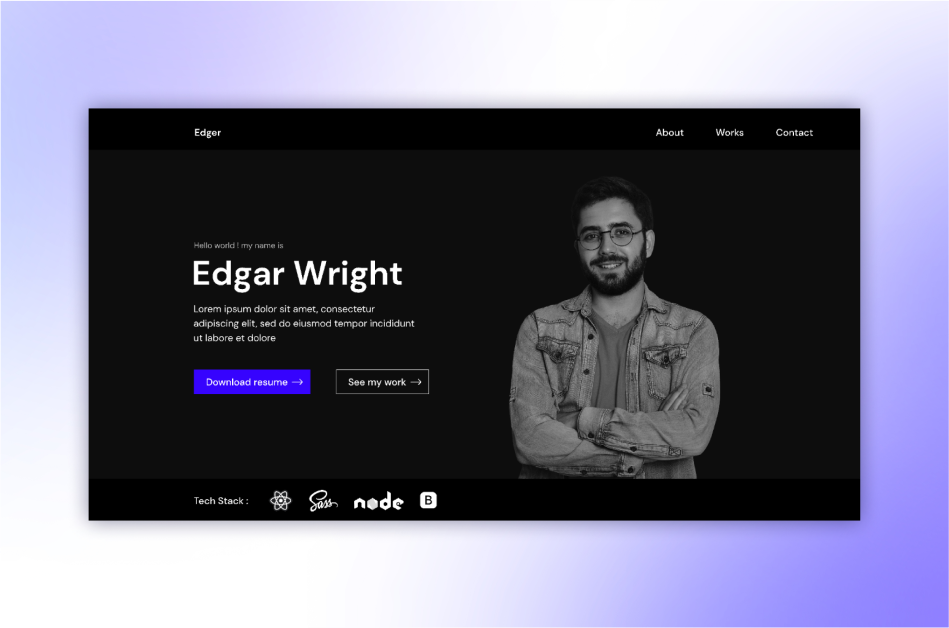 Edger
About Works Contact
Hello world ! my name is
Edgar Wright
Lorem ipsum dolor sit amet, consectetur
adipiscing elit, sed do eiusmod tempor incididunt
ut labore et dolore
Download resume → See my work →
Tech Stack : Sass node B